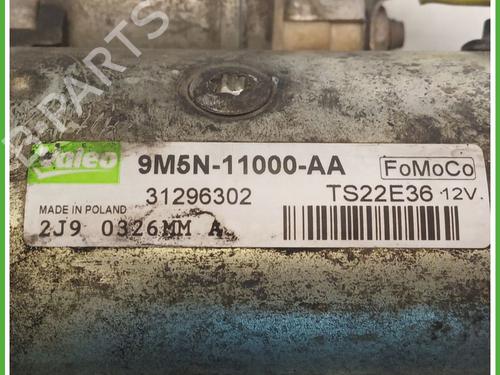 B-PARTS
Valeo 9M5N-11000-AA FoMoCo
31296302 TS22E36 12V.
MADE IN POLAND
2J9 0326MM A